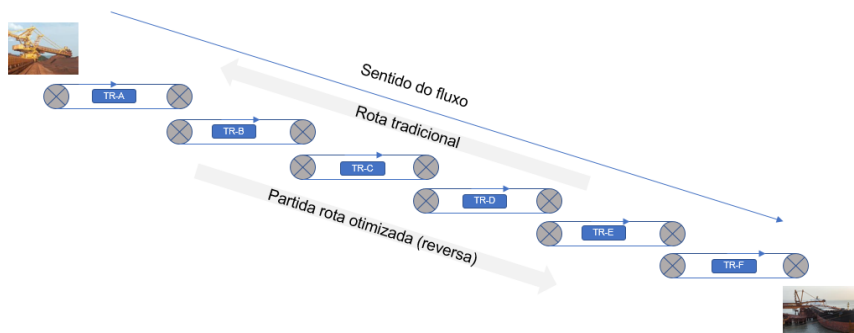 TR-A
Sentido do fluxo
Rota tradicional
TR-B
TR-C
Partida rota otimizada (reversa)
TR-D
TR-E
TR-F